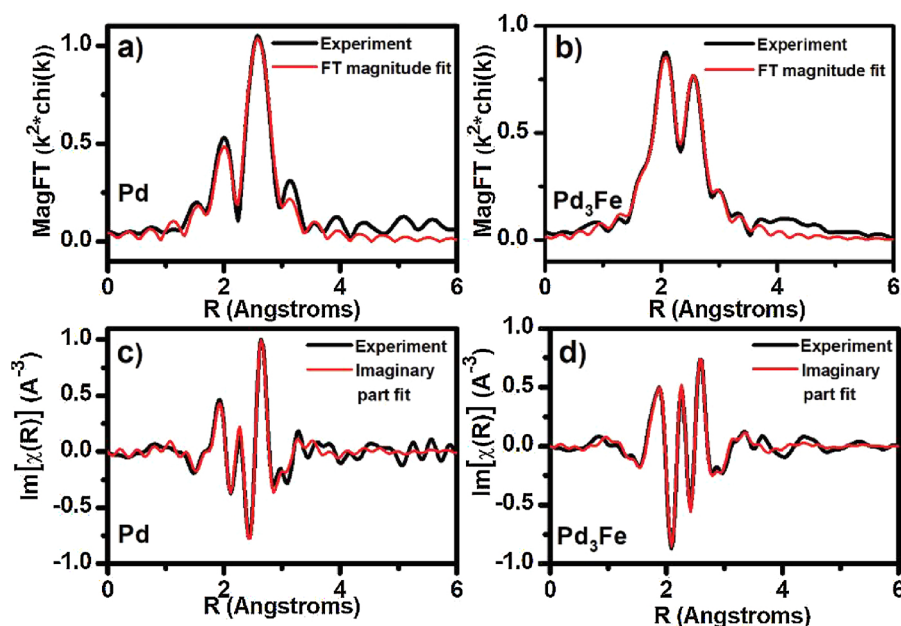 a)
Experiment
FT magnitude fit
MagFT (k²*chi(k))
1.0
0.5
0.0
Pd
0 2 4 6
R (Angstroms)
b)
Experiment
FT magnitude fit
MagFT (k²*chi(k))
1.0
0.5
0.0
Pd₃Fe
0 2 4 6
R (Angstroms)
c)
Experiment
Imaginary
part fit
Im[χ(R)] (A⁻³)
1.0
0.5
0.0
-0.5
-1.0
Pd
0 2 4 6
R (Angstroms)
d)
Experiment
Imaginary
part fit
Im[χ(R)] (A⁻³)
1.0
0.5
0.0
-0.5
-1.0
Pd₃Fe
0 2 4 6
R (Angstroms)